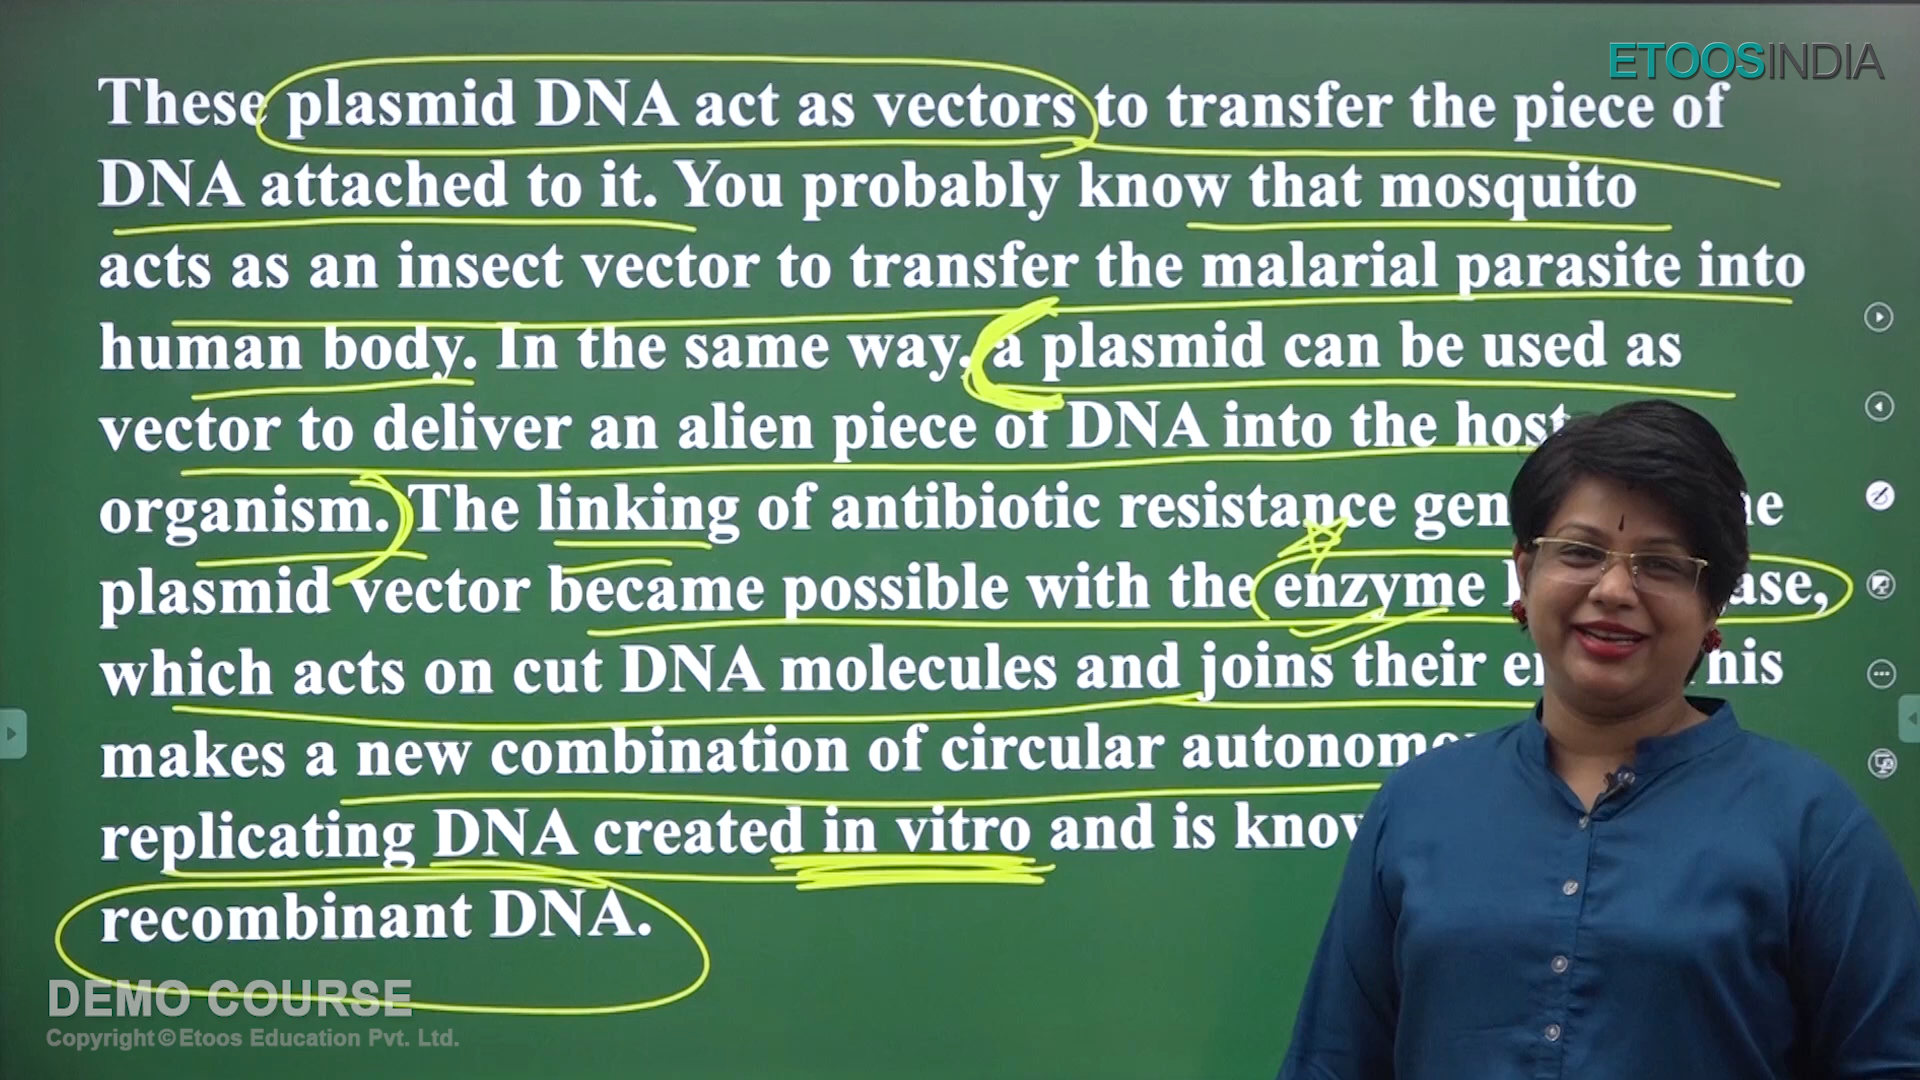 ETOOSINDIA
These plasmid DNA act as vectors to transfer the piece of
DNA attached to it. You probably know that mosquito
acts as an insect vector to transfer the malarial parasite into
human body. In the same way, a plasmid can be used as
vector to deliver an alien piece of DNA into the host
organism. The linking of antibiotic resistance
plasmid vector became possible with the enzyme
which acts on cut DNA molecules and joins their
makes a new combination of circular
replicating DNA created in vitro and is
recombinant DNA.
DEMO COURSE
Copyright © Etoos Education Pvt. Ltd.